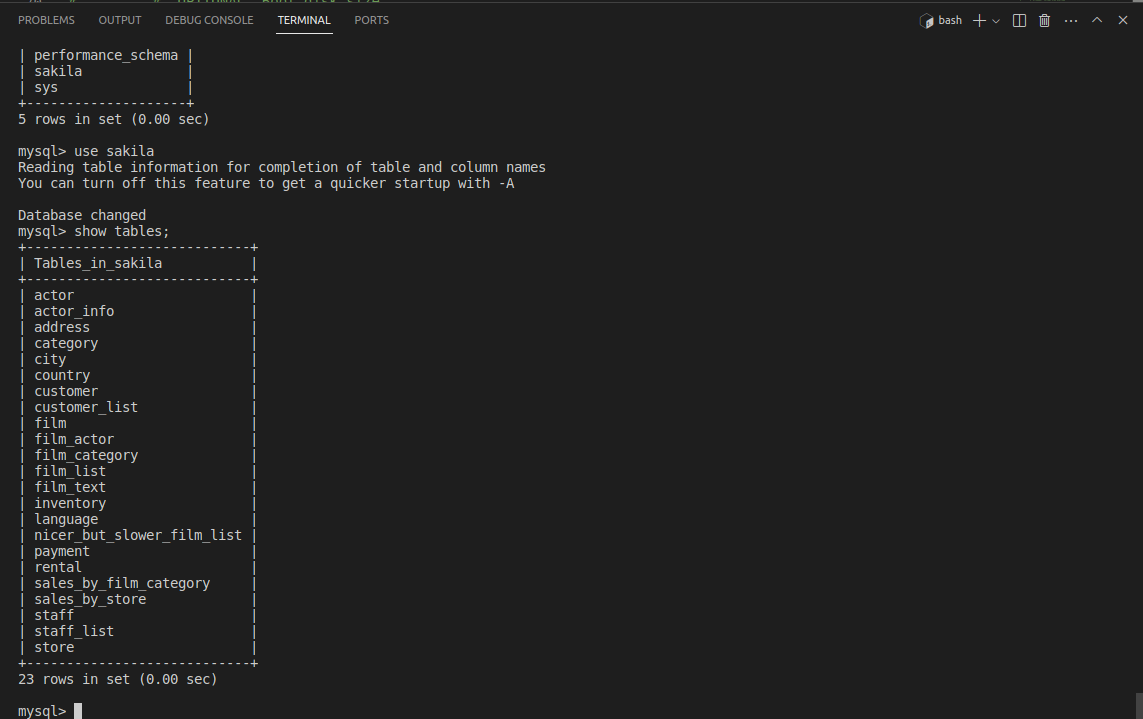 PROBLEMS OUTPUT DEBUG CONSOLE TERMINAL PORTS bash
| performance_schema |
| sakila             |
| sys                |
+--------------------+
5 rows in set (0.00 sec)
mysql> use sakila
Reading table information for completion of table and column names
You can turn off this feature to get a quicker startup with -A
Database changed
mysql> show tables;
+----------------------------+
| Tables_in_sakila           |
+----------------------------+
| actor                      |
| actor_info                 |
| address                    |
| category                   |
| city                       |
| country                    |
| customer                   |
| customer_list              |
| film                       |
| film_actor                 |
| film_category              |
| film_list                  |
| film_text                  |
| inventory                  |
| language                   |
| nicer_but_slower_film_list |
| payment                    |
| rental                     |
| sales_by_film_category     |
| sales_by_store             |
| staff                      |
| staff_list                 |
| store                      |
+----------------------------+
23 rows in set (0.00 sec)
mysql>